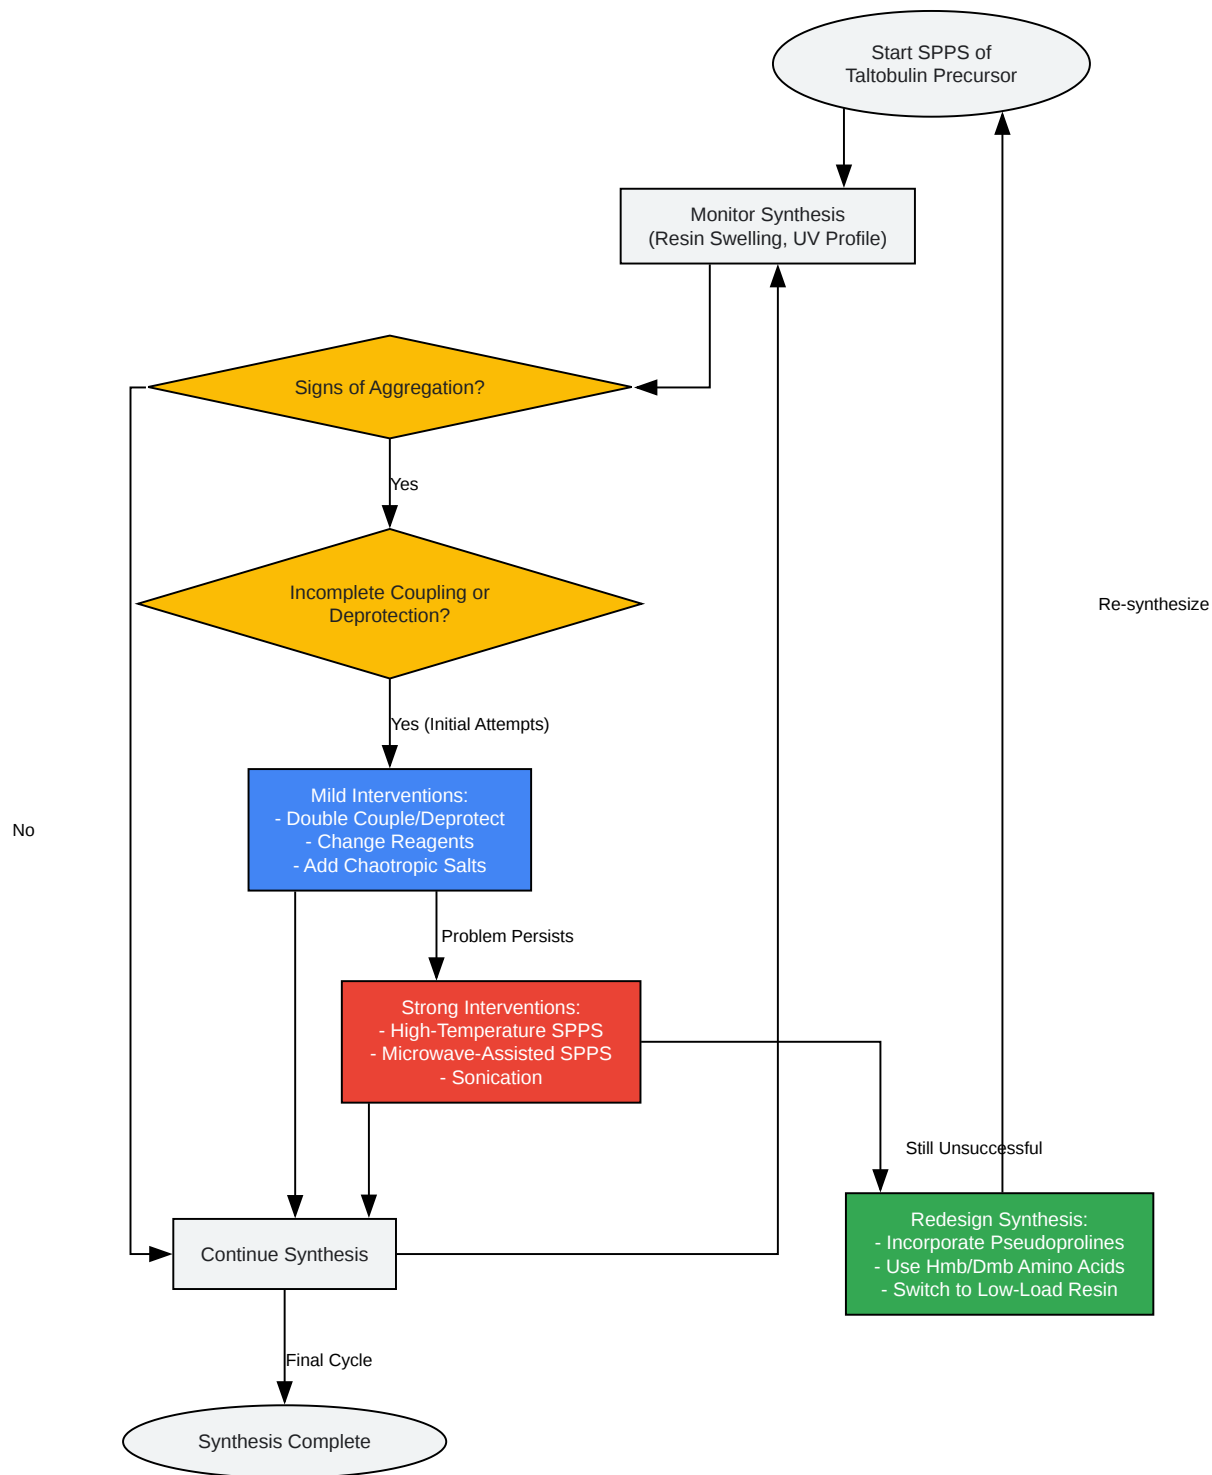 Start SPPS of
Taltobulin Precursor
Monitor Synthesis
(Resin Swelling, UV Profile)
Signs of Aggregation?
Yes
Incomplete Coupling or
Deprotection?
Re-synthesize
Yes (Initial Attempts)
Mild Interventions:
- Double Couple/Deprotect
- Change Reagents
- Add Chaotropic Salts
No
Problem Persists
Strong Interventions:
- High-Temperature SPPS
- Microwave-Assisted SPPS
- Sonication
Still Unsuccessful
Redesign Synthesis:
- Incorporate Pseudoprolines
- Use Hmb/Dmb Amino Acids
- Switch to Low-Load Resin
Continue Synthesis
Final Cycle
Synthesis Complete